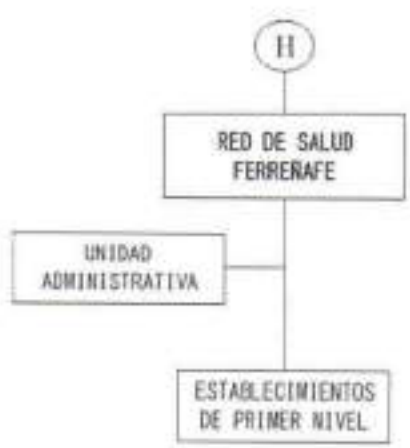 H
RED DE SALUD
FERREÑAFE
UNIDAD
ADMINISTRATIVA
ESTABLECIMIENTOS
DE PRIMER NIVEL